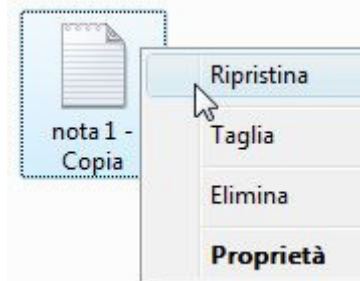 nota 1 -
Copia
Ripristina
Taglia
Elimina
Proprietà